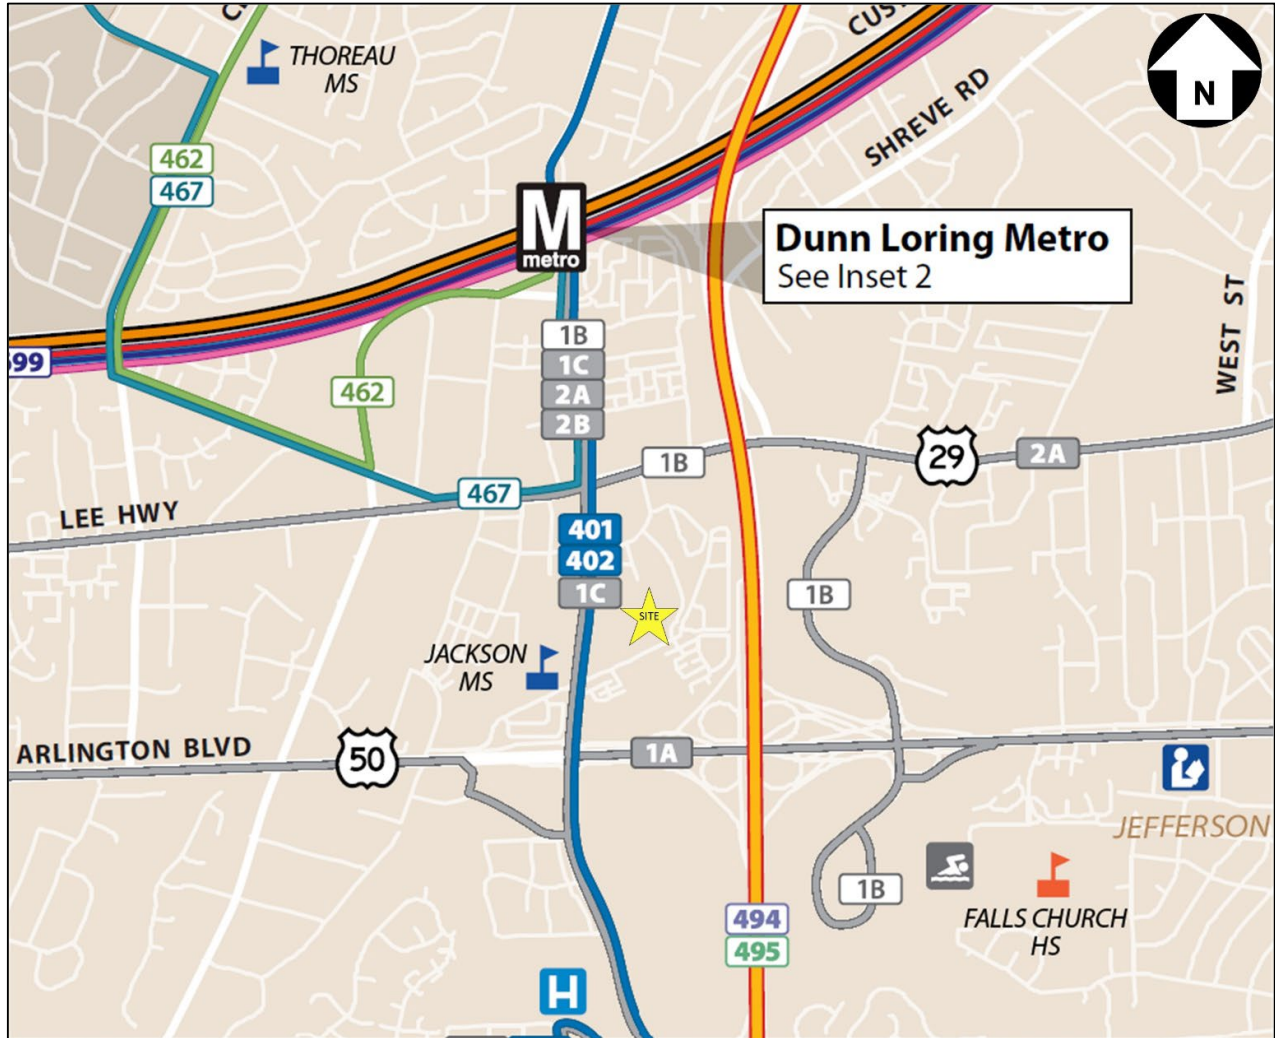 THOREAU
MS
CUS
N
SHREVE RD
462
467
M
metro
Dunn Loring Metro
See Inset 2
WEST ST
599
1B
1C
2A
2B
462
1B
29
2A
467
LEE HWY
401
402
1C
SITE
1B
JACKSON
MS
ARLINGTON BLVD
50
1A
JEFFERSON
1B
494
495
FALLS CHURCH
HS
H